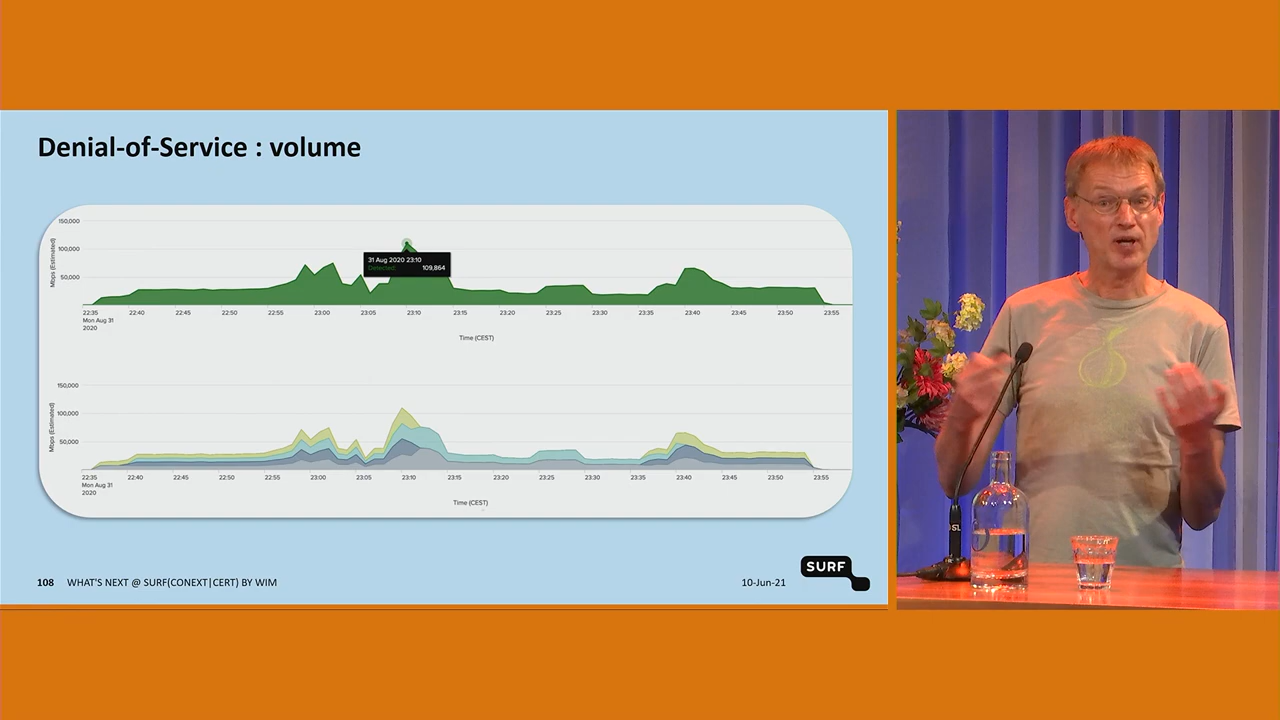 Denial-of-Service : volume
150,000
100,000
50,000
Mbps (Estimated)
31 Aug 2020 23:10
Detected: 109,864
22:35 22:40 22:45 22:50 22:55 23:00 23:05 23:10 23:15 23:20 23:25 23:30 23:35 23:40 23:45 23:50 23:55
Mon Aug 31
2020
Time (CEST)
150,000
100,000
50,000
Mbps (Estimated)
22:35 22:40 22:45 22:50 22:55 23:00 23:05 23:10 23:15 23:20 23:25 23:30 23:35 23:40 23:45 23:50 23:55
Mon Aug 31
2020
Time (CEST)
108 WHAT'S NEXT @ SURF(CONEXT|CERT) BY WIM
10-Jun-21
SURF